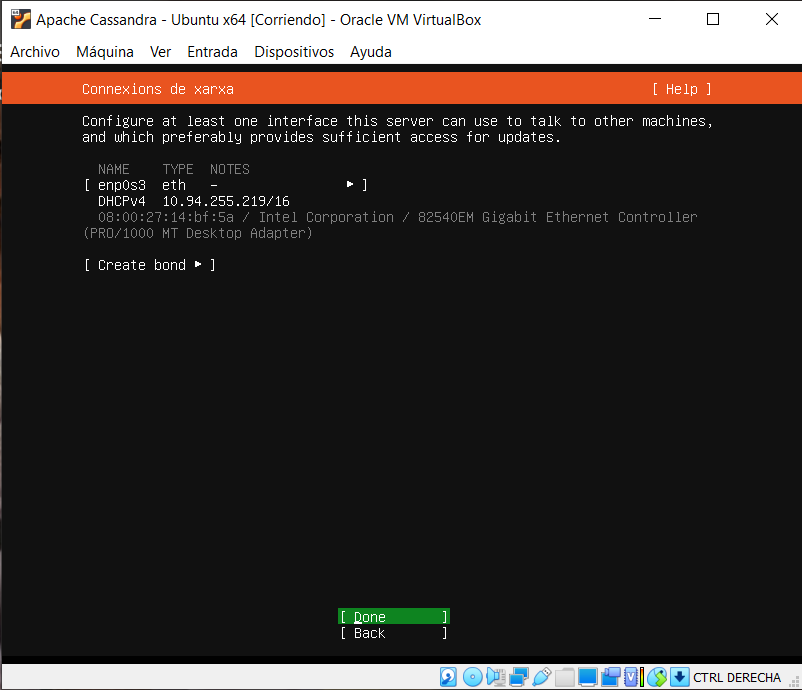 Apache Cassandra - Ubuntu x64 [Corriendo] - Oracle VM VirtualBox
Archivo Máquina Ver Entrada Dispositivos Ayuda
Connexions de xarxa [ Help ]
Configure at least one interface this server can use to talk to other machines,
and which preferably provides sufficient access for updates.
NAME TYPE NOTES
[ enp0s3 eth – ▸ ]
DHCPv4 10.94.255.219/16
08:00:27:14:bf:5a / Intel Corporation / 82540EM Gigabit Ethernet Controller
(PRO/1000 MT Desktop Adapter)
[ Create bond ▸ ]
[ Done ]
[ Back ]
CTRL DERECHA